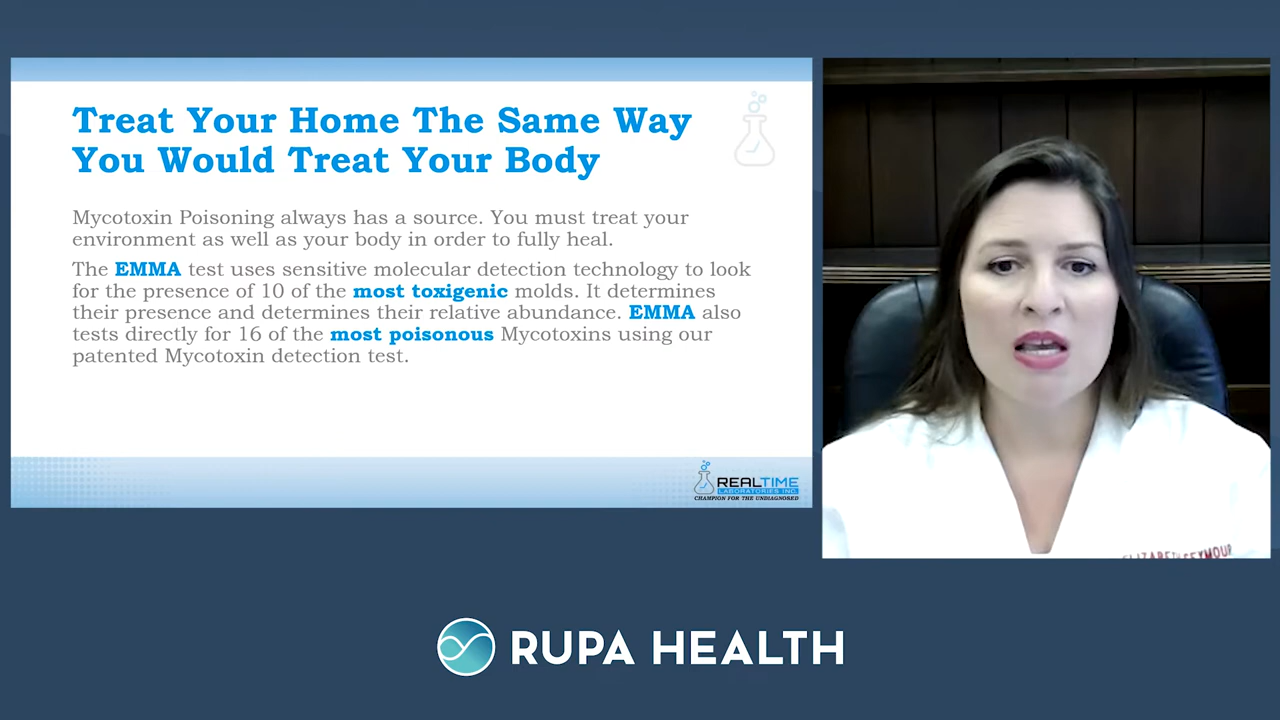 Treat Your Home The Same Way
You Would Treat Your Body
Mycotoxin Poisoning always has a source. You must treat your
environment as well as your body in order to fully heal.
The EMMA test uses sensitive molecular detection technology to look
for the presence of 10 of the most toxigenic molds. It determines
their presence and determines their relative abundance. EMMA also
tests directly for 16 of the most poisonous Mycotoxins using our
patented Mycotoxin detection test.
REALTIME
LABORATORIES INC.
CHAMPION FOR THE UNDIAGNOSED
ELIZABETH SEYMOUR
RUPA HEALTH